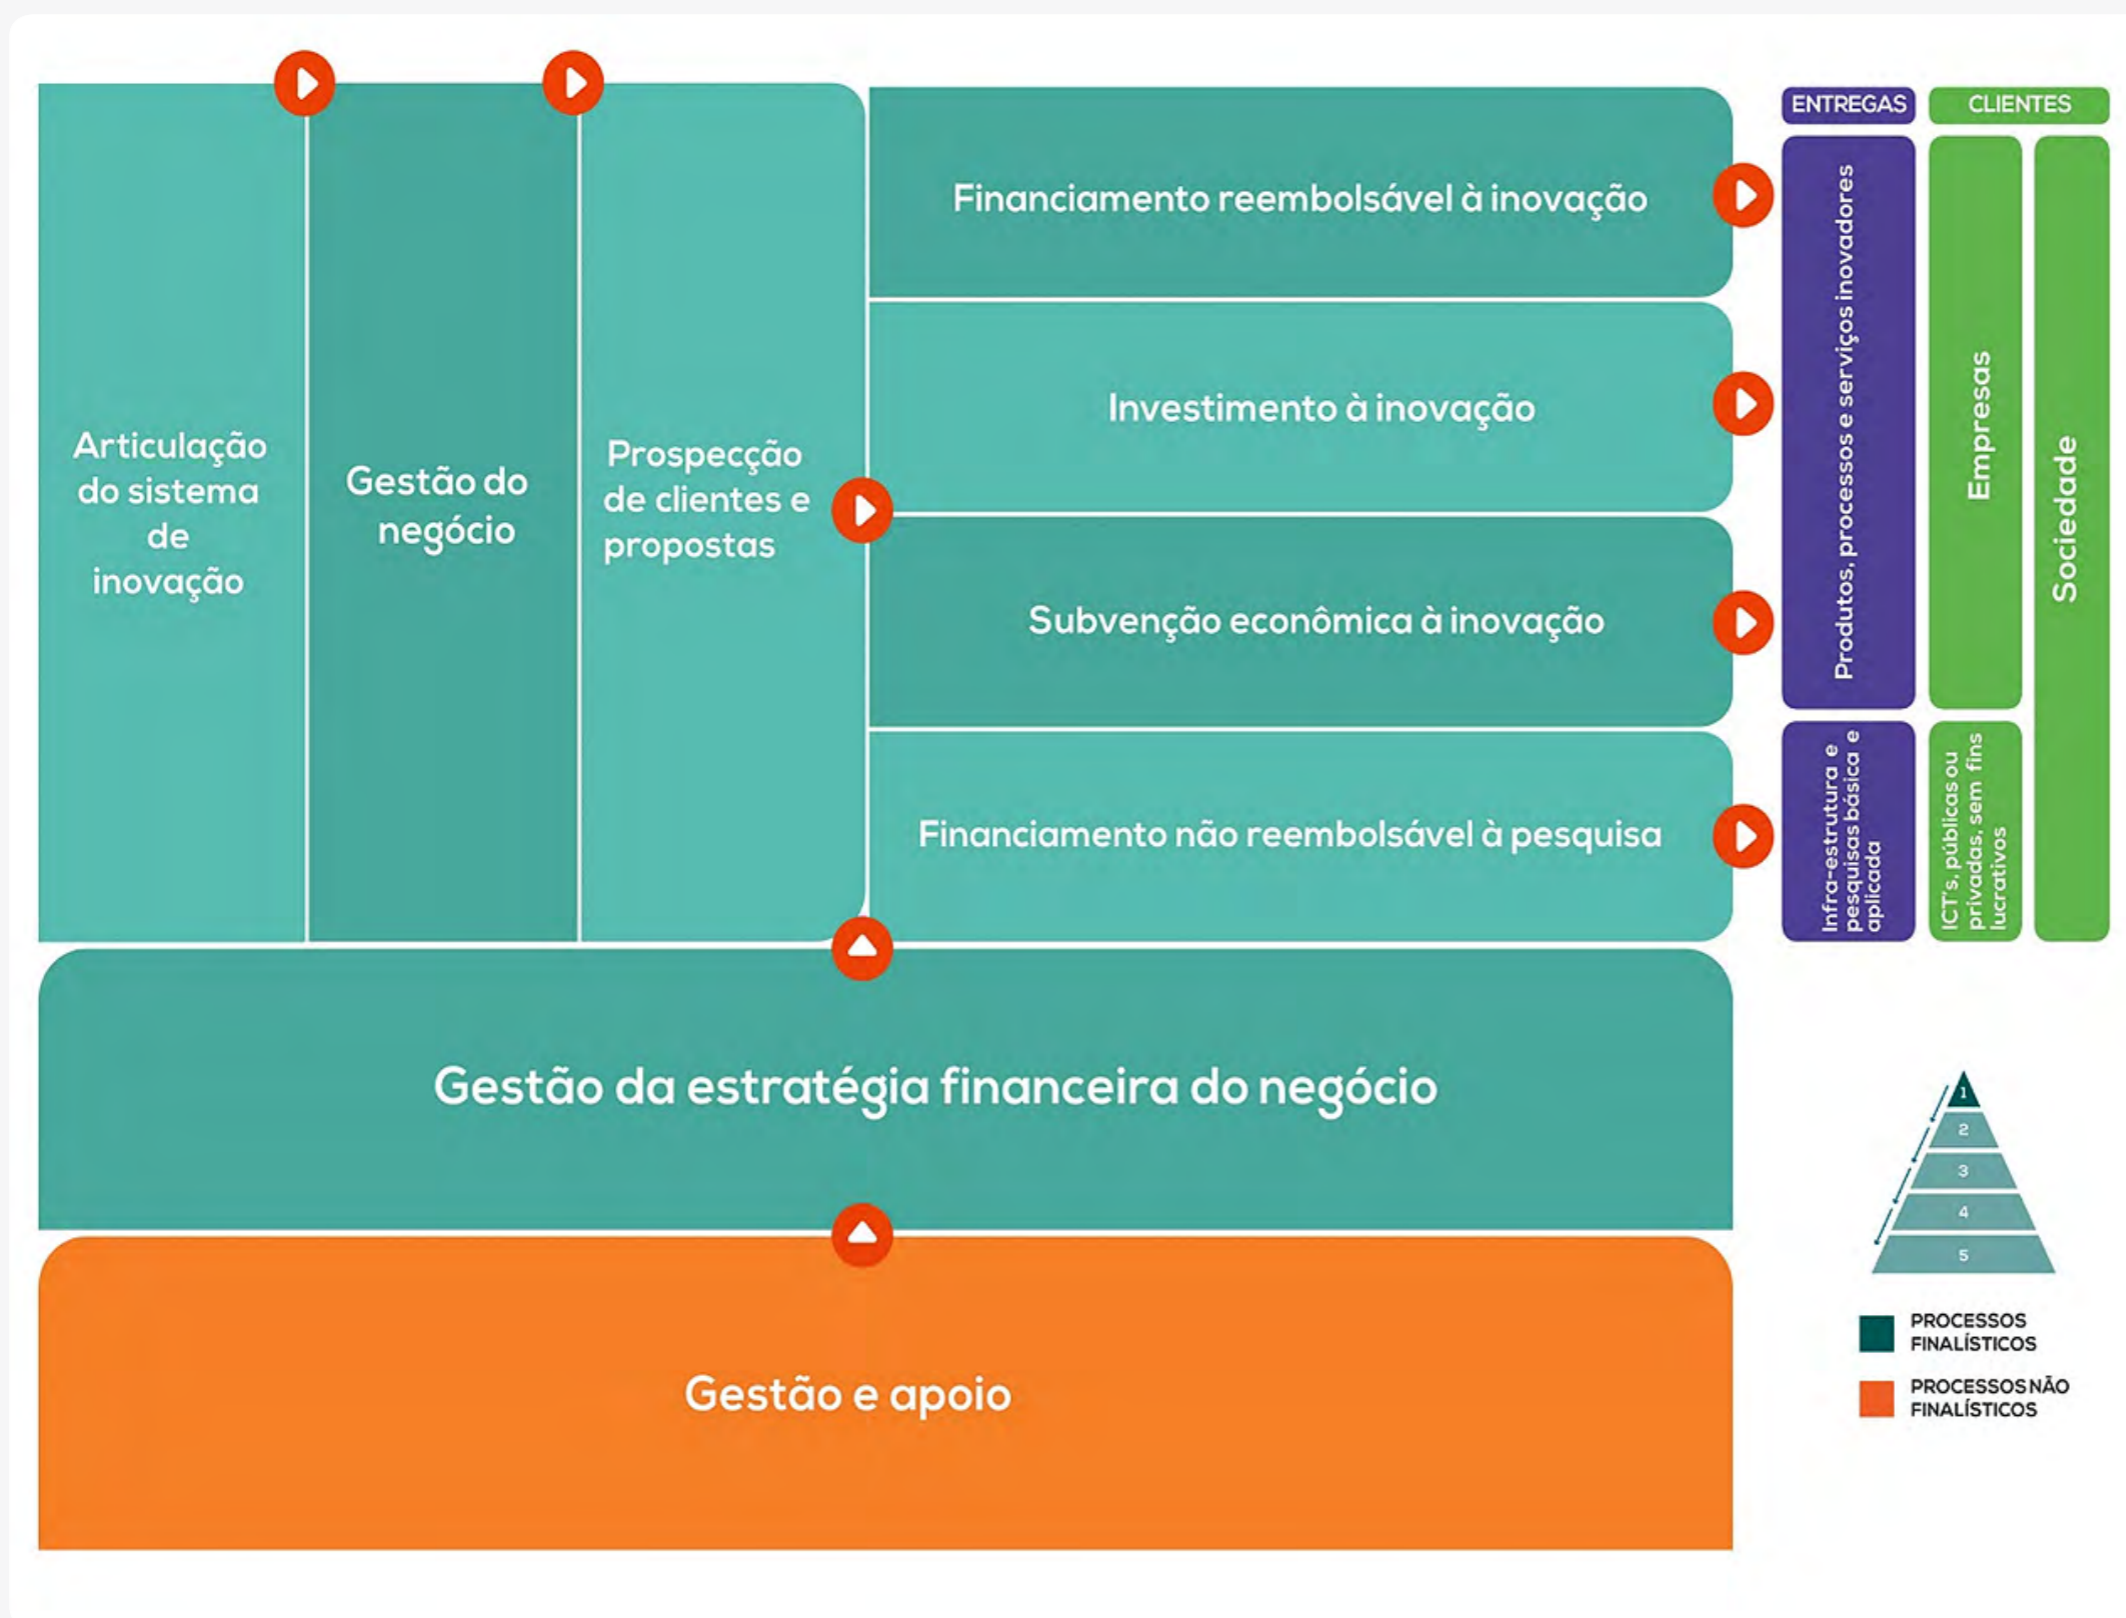 Articulação
do sistema
de
inovação
Gestão do
negócio
Prospecção
de clientes e
propostas
Financiamento reembolsável à inovação
Investimento à inovação
Subvenção econômica à inovação
Financiamento não reembolsável à pesquisa
ENTREGAS
CLIENTES
Produtos, processos e serviços inovadores
Empresas
Sociedade
Infra-estrutura e
pesquisas básica e
aplicada
ICT's, públicas ou
privadas, sem fins
lucrativos
Gestão da estratégia financeira do negócio
Gestão e apoio
1
2
3
4
5
PROCESSOS
FINALÍSTICOS
PROCESSOS NÃO
FINALÍSTICOS